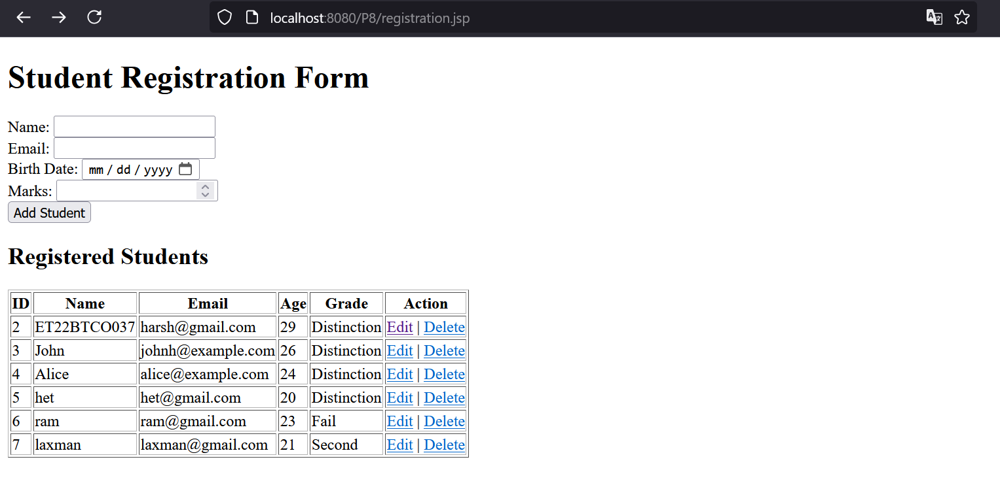 localhost:8080/P8/registration.jsp
Student Registration Form
Name:
Email:
Birth Date: mm / dd / yyyy
Marks:
Add Student
Registered Students
ID Name Email Age Grade Action
2 ET22BTCO037 harsh@gmail.com 29 Distinction Edit | Delete
3 John johnh@example.com 26 Distinction Edit | Delete
4 Alice alice@example.com 24 Distinction Edit | Delete
5 het het@gmail.com 20 Distinction Edit | Delete
6 ram ram@gmail.com 23 Fail Edit | Delete
7 laxman laxman@gmail.com 21 Second Edit | Delete